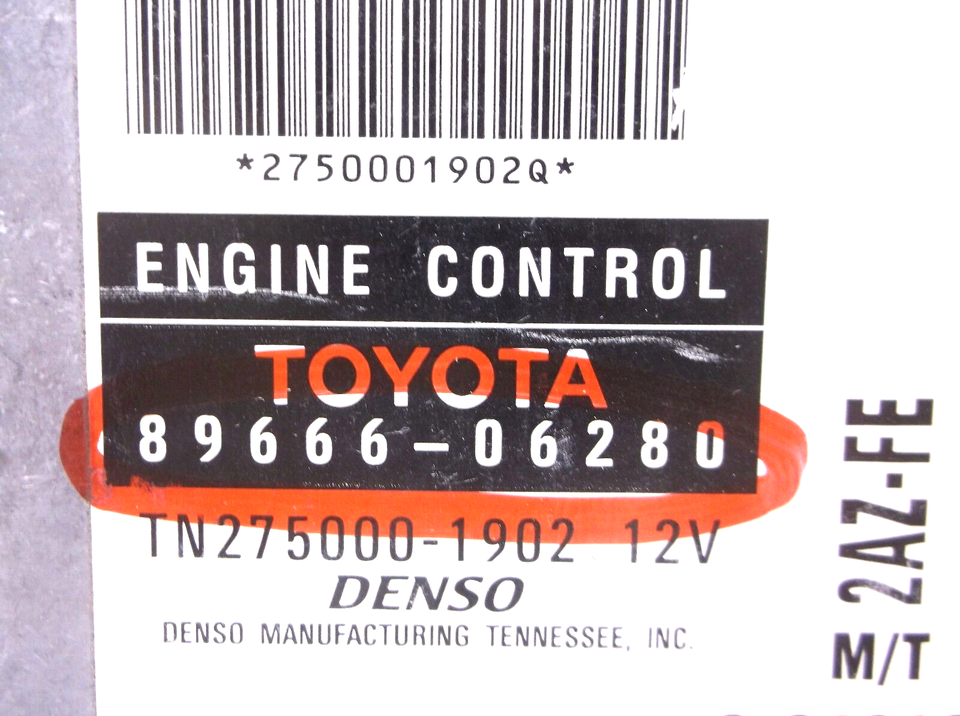 *2750001902Q*
ENGINE CONTROL
TOYOTA
89666-06280
TN275000-1902 12V
DENSO
DENSO MANUFACTURING TENNESSEE, INC.
2AZ-FE
M/T